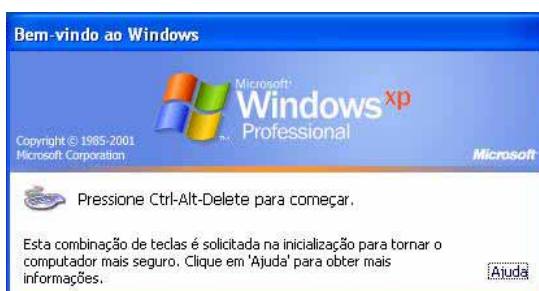 Bem-vindo ao Windows
Microsoft®
Windows xp
Professional
Copyright © 1985-2001
Microsoft Corporation
Microsoft
Pressione Ctrl-Alt-Delete para começar.
Esta combinação de teclas é solicitada na inicialização para tornar o
computador mais seguro. Clique em 'Ajuda' para obter mais
informações.
Ajuda